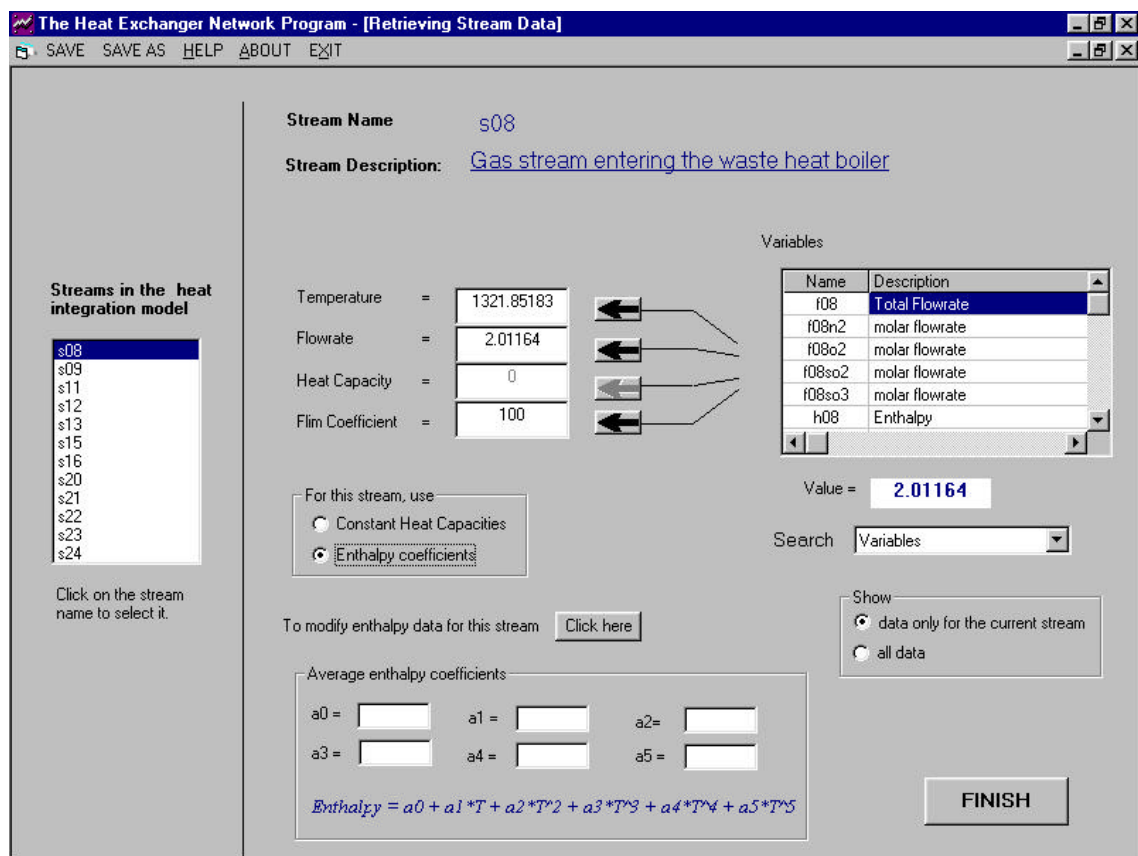 The Heat Exchanger Network Program - [Retrieving Stream Data]
SAVE SAVE AS HELP ABOUT EXIT
Stream Name s08
Stream Description: Gas stream entering the waste heat boiler
Streams in the heat
integration model
s08
s09
s11
s12
s13
s15
s16
s20
s21
s22
s23
s24
Click on the stream
name to select it.
Temperature = 1321.85183
Flowrate = 2.01164
Heat Capacity = 0
Flim Coefficient = 100
Variables
Name Description
f08 Total Flowrate
f08n2 molar flowrate
f08o2 molar flowrate
f08so2 molar flowrate
f08so3 molar flowrate
h08 Enthalpy
Value = 2.01164
Search Variables
For this stream, use
Constant Heat Capacities
Enthalpy coefficients
Show
data only for the current stream
all data
To modify enthalpy data for this stream Click here
Average enthalpy coefficients
a0 = a1 = a2=
a3 = a4 = a5 =
Enthalpy = a0 + a1*T + a2*T^2 + a3*T^3 + a4*T^4 + a5*T^5
FINISH